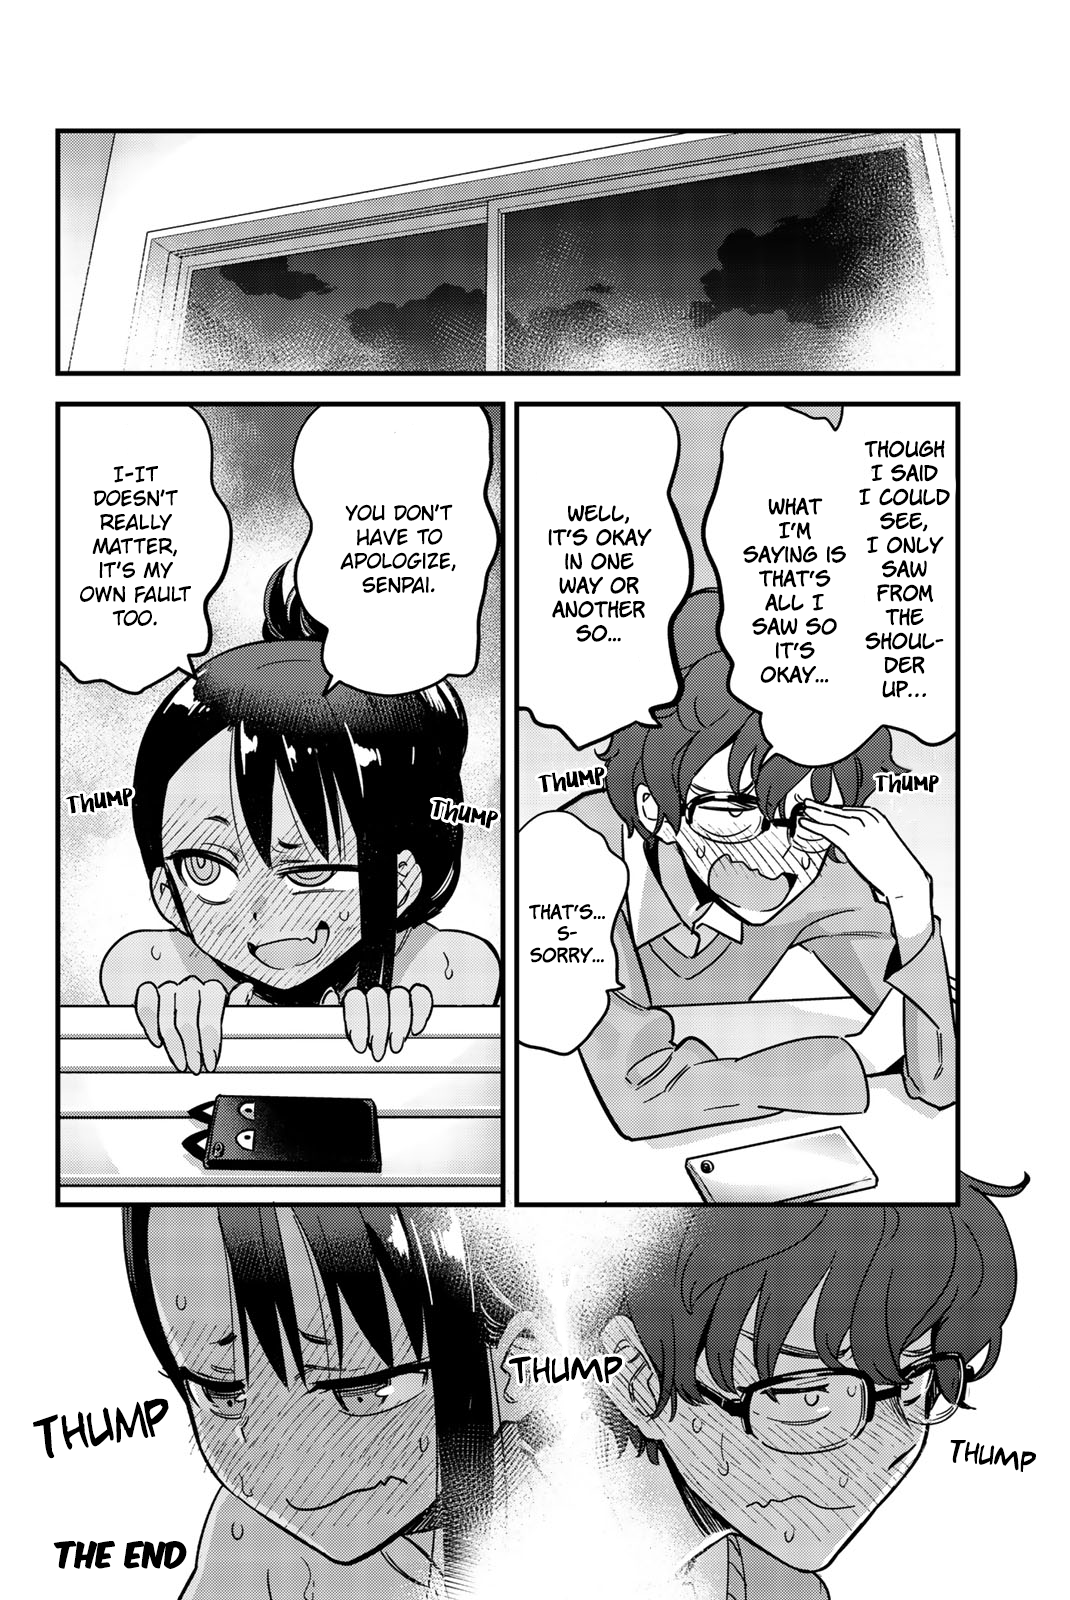 THOUGH
I SAID
I COULD
SEE,
I ONLY
SAW
FROM
THE
SHOUL-
DER
UP...
WHAT
I'M
SAYING IS
THAT'S
ALL I
SAW SO
IT'S
OKAY...
WELL,
IT'S OKAY
IN ONE
WAY OR
ANOTHER
SO...
THUMP
THUMP
THAT'S...
S-
SORRY...
YOU DON'T
HAVE TO
APOLOGIZE,
SENPAI.
I-IT
DOESN'T
REALLY
MATTER,
IT'S MY
OWN FAULT
TOO.
THUMP
THUMP
THUMP
THUMP
THUMP
THE END